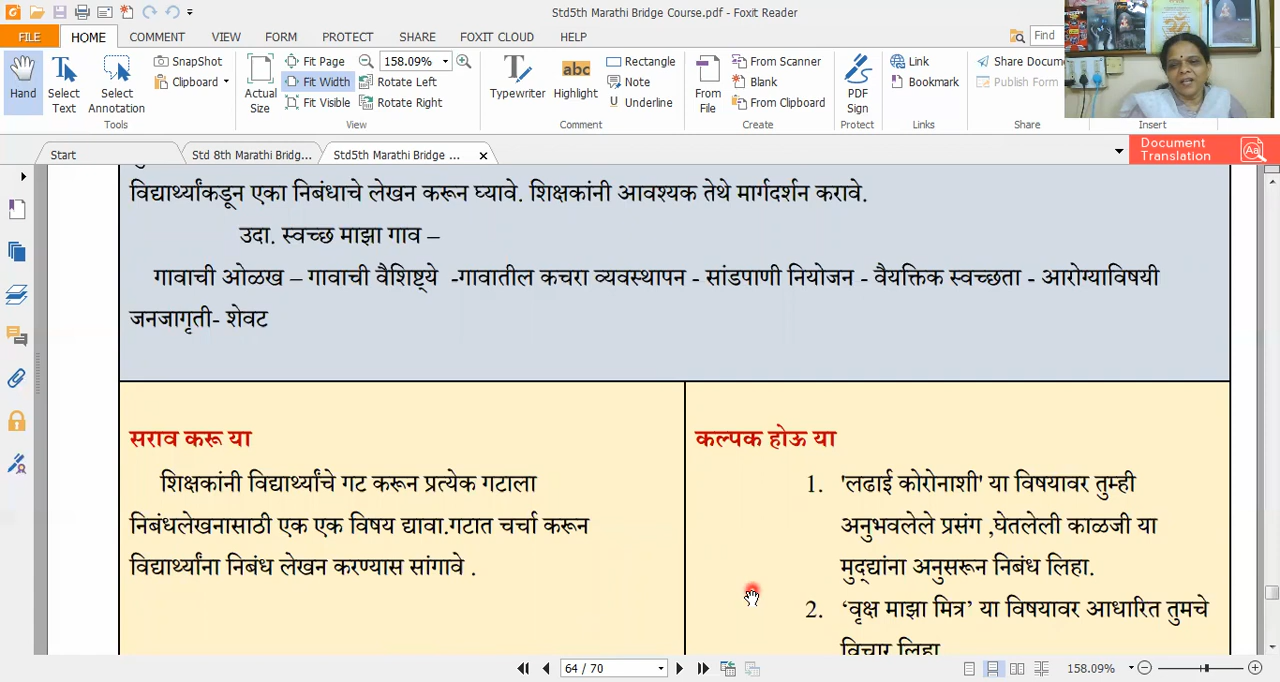 Std5th Marathi Bridge Course.pdf - Foxit Reader
FILE HOME COMMENT VIEW FORM PROTECT SHARE FOXIT CLOUD HELP Find
SnapShot Fit Page 158.09% Rectangle From Scanner Link Share Docum
Hand Select Text Select Annotation Clipboard Actual Size Fit Width Rotate Left Typewriter Highlight Note From File Blank PDF Sign Bookmark Publish Form
Fit Visible Rotate Right Underline From Clipboard
Tools View Comment Create Protect Links Share Insert
Start Std 8th Marathi Bridg... Std5th Marathi Bridge ... Document Translation
विद्यार्थ्यांकडून एका निबंधाचे लेखन करून घ्यावे. शिक्षकांनी आवश्यक तेथे मार्गदर्शन करावे.
उदा. स्वच्छ माझा गाव –
गावाची ओळख – गावाची वैशिष्ट्ये -गावातील कचरा व्यवस्थापन - सांडपाणी नियोजन - वैयक्तिक स्वच्छता - आरोग्याविषयी
जनजागृती- शेवट
सराव करू या
शिक्षकांनी विद्यार्थ्यांचे गट करून प्रत्येक गटाला
निबंधलेखनासाठी एक एक विषय द्यावा.गटात चर्चा करून
विद्यार्थ्यांना निबंध लेखन करण्यास सांगावे .
कल्पक होऊ या
1. 'लढाई कोरोनाशी' या विषयावर तुम्ही
अनुभवलेले प्रसंग ,घेतलेली काळजी या
मुद्द्यांना अनुसरून निबंध लिहा.
2. ‘वृक्ष माझा मित्र’ या विषयावर आधारित तुमचे
विचार लिहा
64 / 70 158.09%